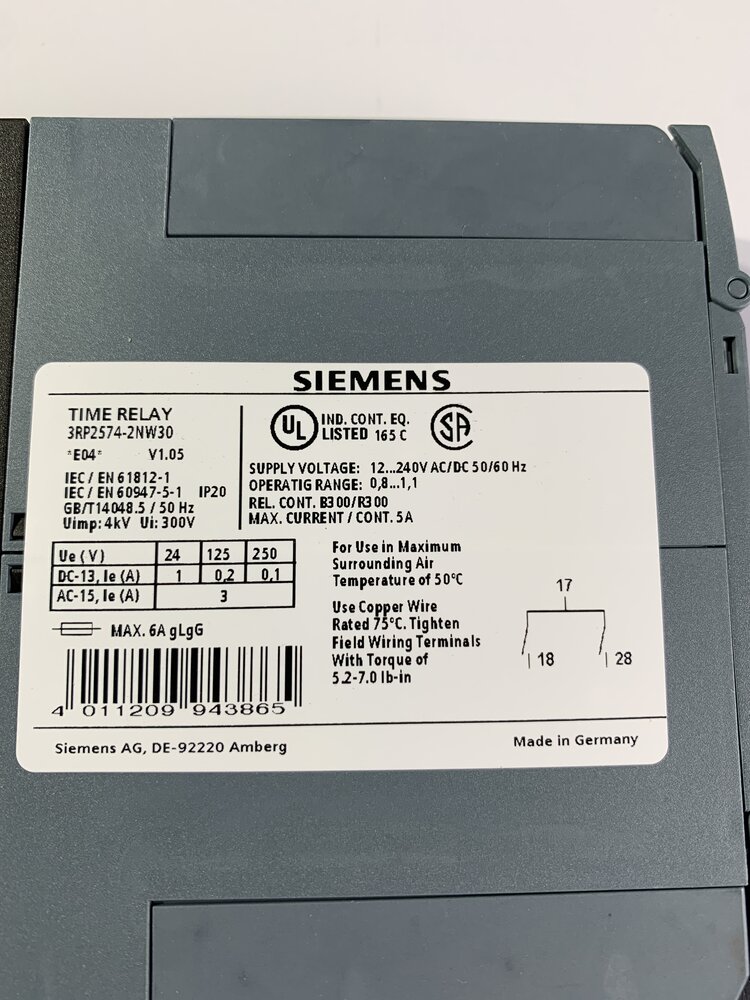 SIEMENS
TIME RELAY
3RP2574-2NW30
*E04* V1.05
IEC / EN 61812-1
IEC / EN 60947-5-1 IP20
GB/T14048.5 / 50 Hz
Uimp: 4kV Ui: 300V
UL
IND. CONT. EQ.
LISTED 165 C
SA
SUPPLY VOLTAGE: 12...240V AC/DC 50/60 Hz
OPERATIG RANGE: 0,8...1,1
REL. CONT. B300/R300
MAX. CURRENT / CONT. 5A
Ue (V) 24 125 250
DC-13, Ie (A) 1 0,2 0,1
AC-15, Ie (A) 3
MAX. 6A gLgG
4 011209 943865
For Use in Maximum
Surrounding Air
Temperature of 50°C
Use Copper Wire
Rated 75°C. Tighten
Field Wiring Terminals
With Torque of
5.2-7.0 lb-in
17
18 28
Siemens AG, DE-92220 Amberg
Made in Germany